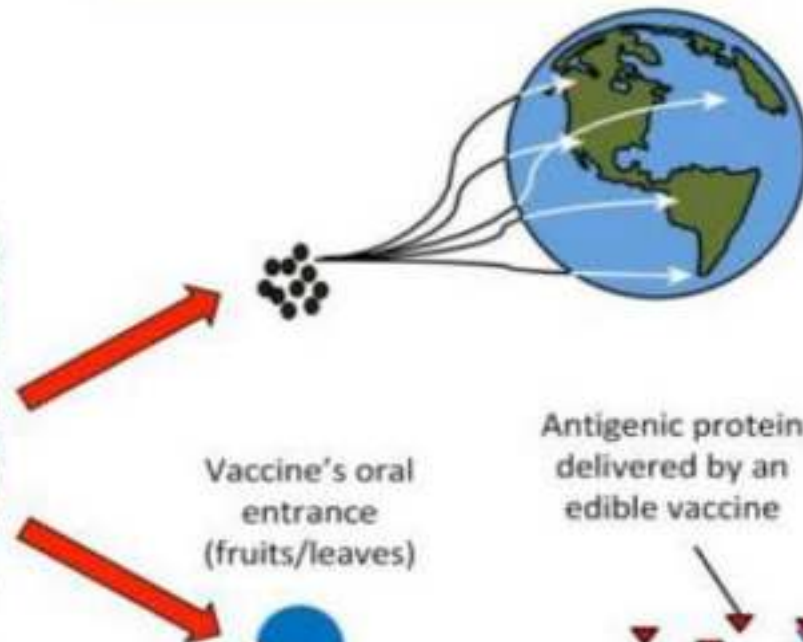 Vaccine's oral
entrance
(fruits/leaves)
Antigenic protein
delivered by an
edible vaccine